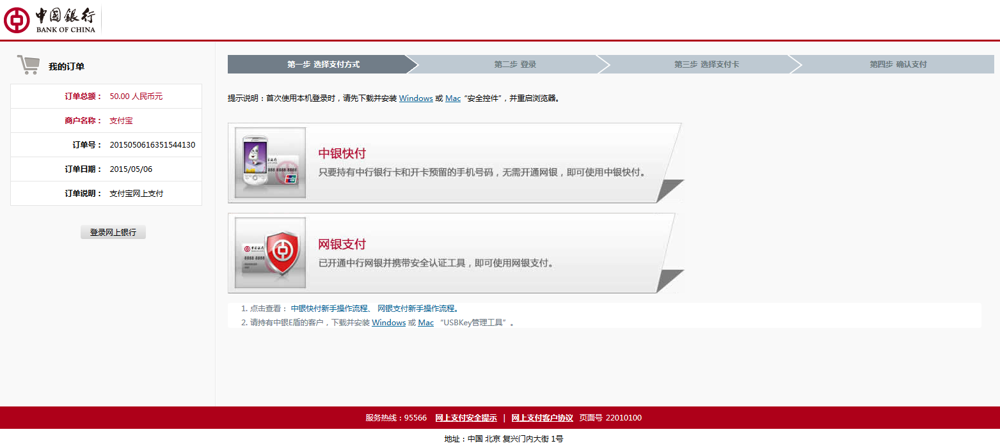 中国银行
BANK OF CHINA
我的订单
订单总额： 50.00 人民币元
商户名称： 支付宝
订单号： 2015050616351544130
订单日期： 2015/05/06
订单说明： 支付宝网上支付
登录网上银行
第一步 选择支付方式
第二步 登录
第三步 选择支付卡
第四步 确认支付
提示说明：首次使用本机登录时，请先下载并安装 Windows 或 Mac “安全控件”，并重启浏览器。
中银快付
只要持有中行银行卡和开卡预留的手机号码，无需开通网银，即可使用中银快付。
888 8888 8888
网银支付
已开通中行网银并携带安全认证工具，即可使用网银支付。
8888 8888
1. 点击查看： 中银快付新手操作流程、 网银支付新手操作流程。
2. 请持有中银E盾的客户，下载并安装 Windows 或 Mac “USBKey管理工具” 。
服务热线：95566 网上支付安全提示 | 网上支付客户协议 页面号 22010100
地址：中国 北京 复兴门内大街 1号